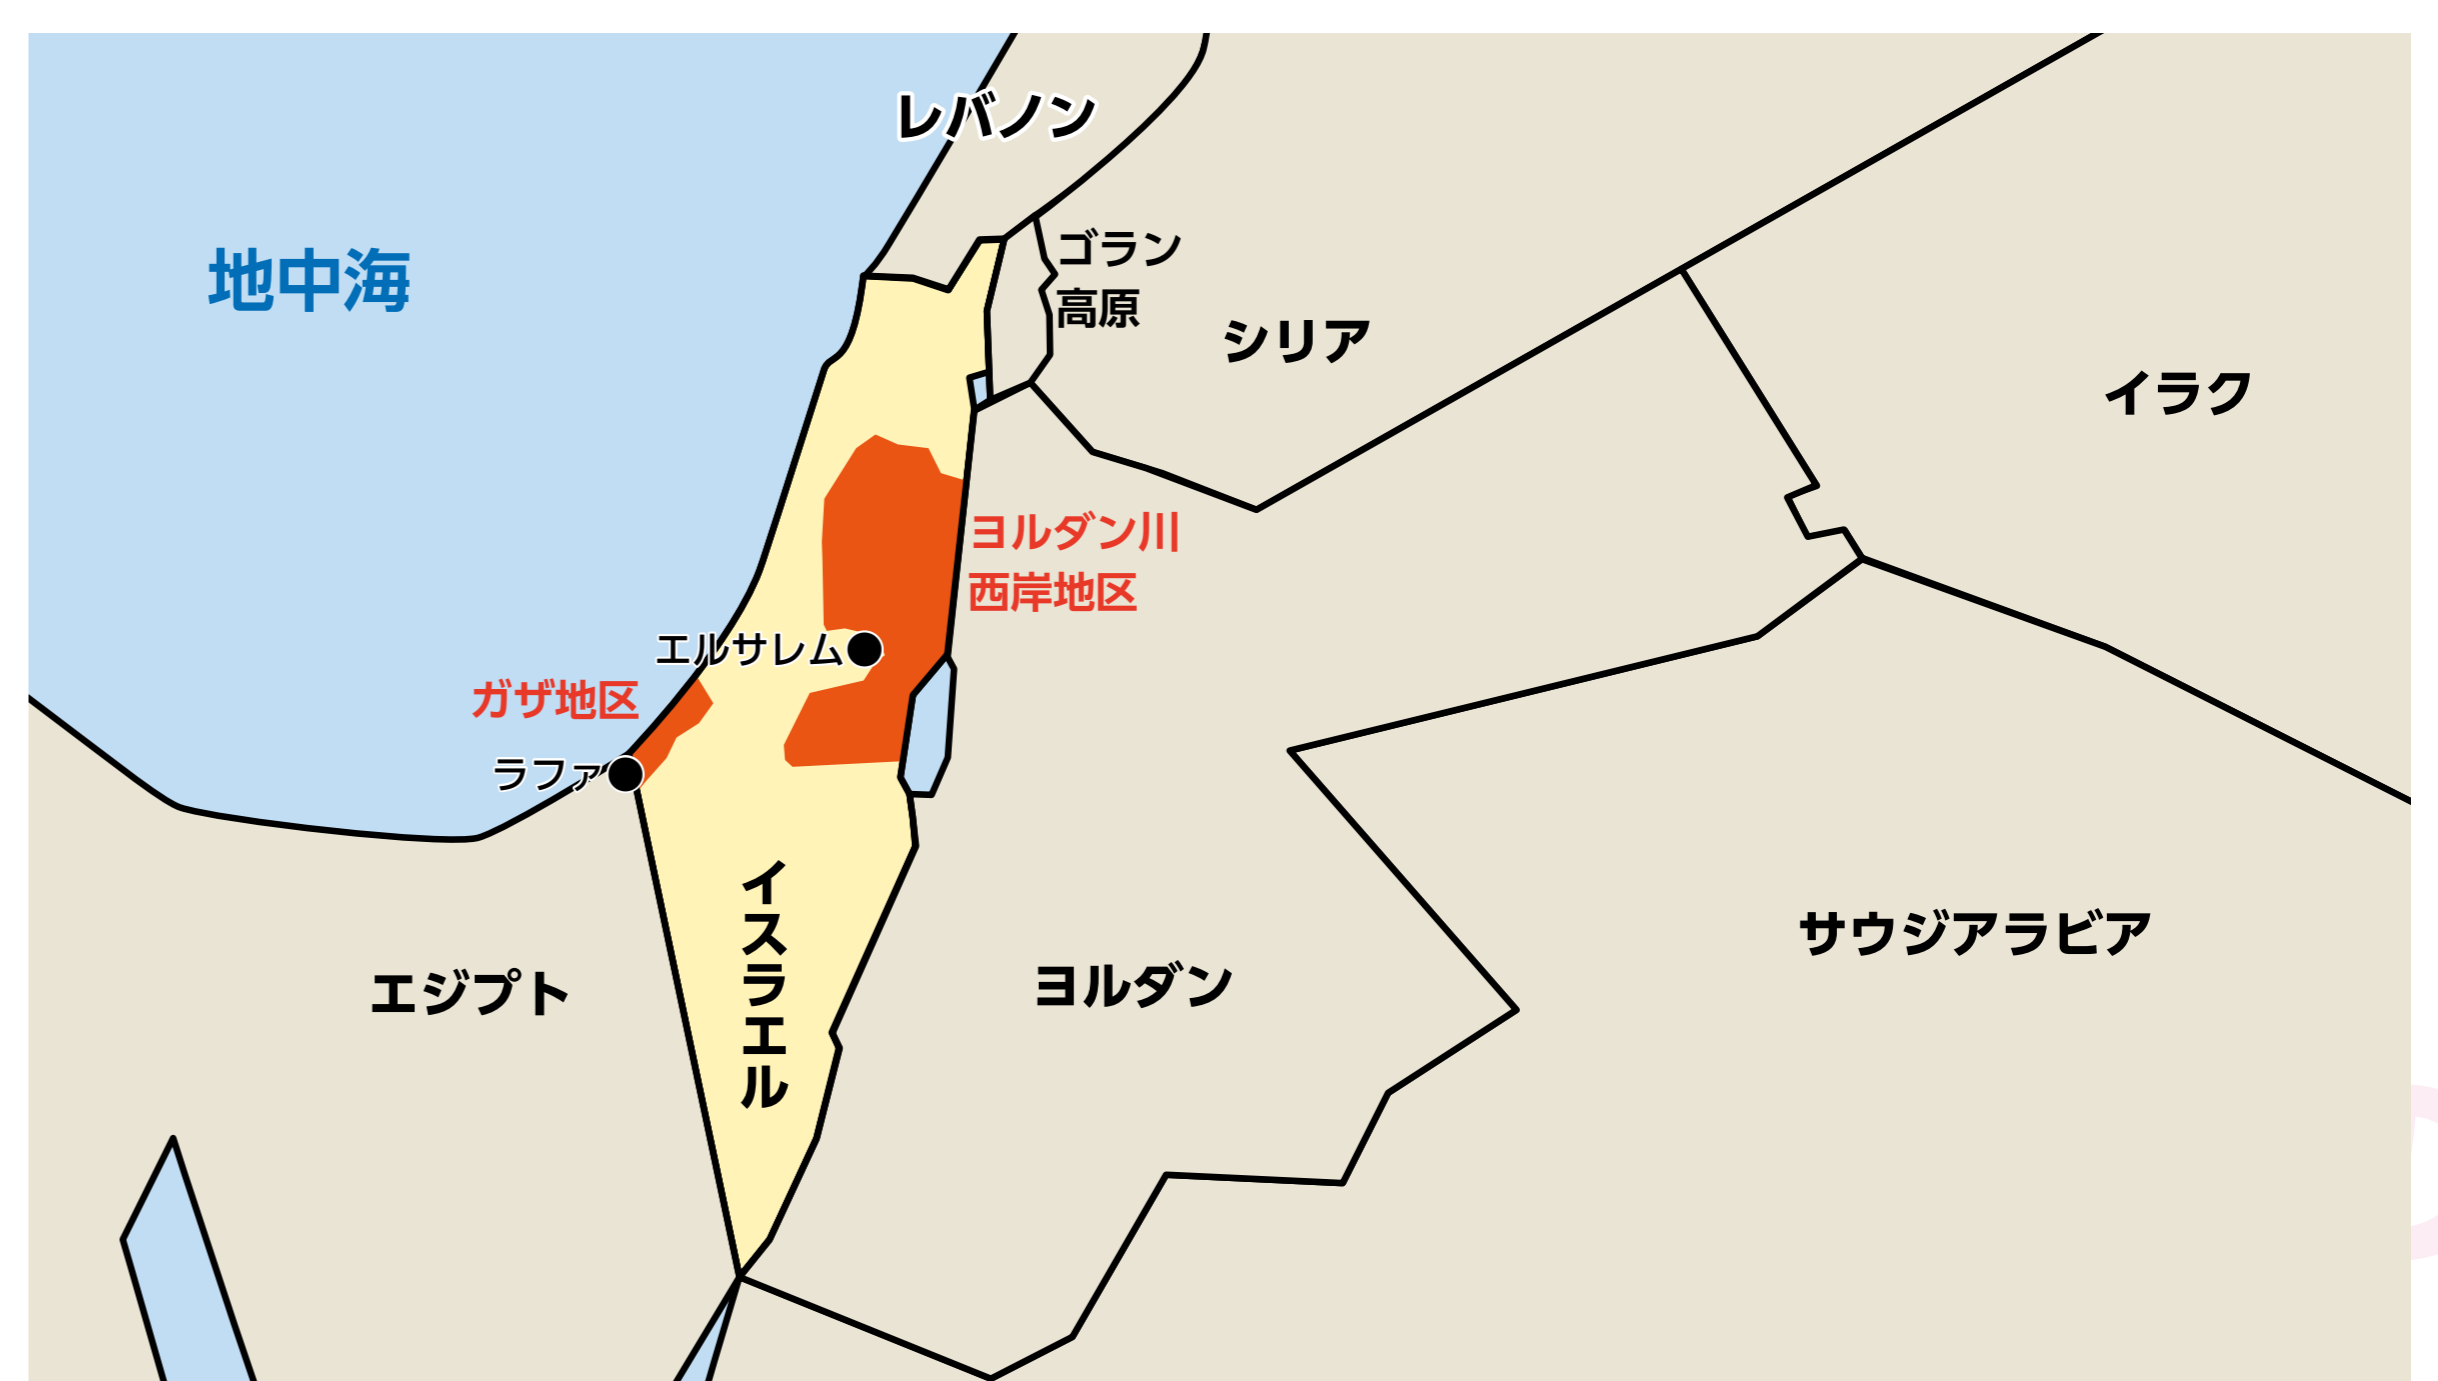 レバノン
地中海
ゴラン
高原
シリア
イラク
ヨルダン川
西岸地区
エルサレム
ガザ地区
ラファ
イスラエル
サウジアラビア
ヨルダン
エジプト